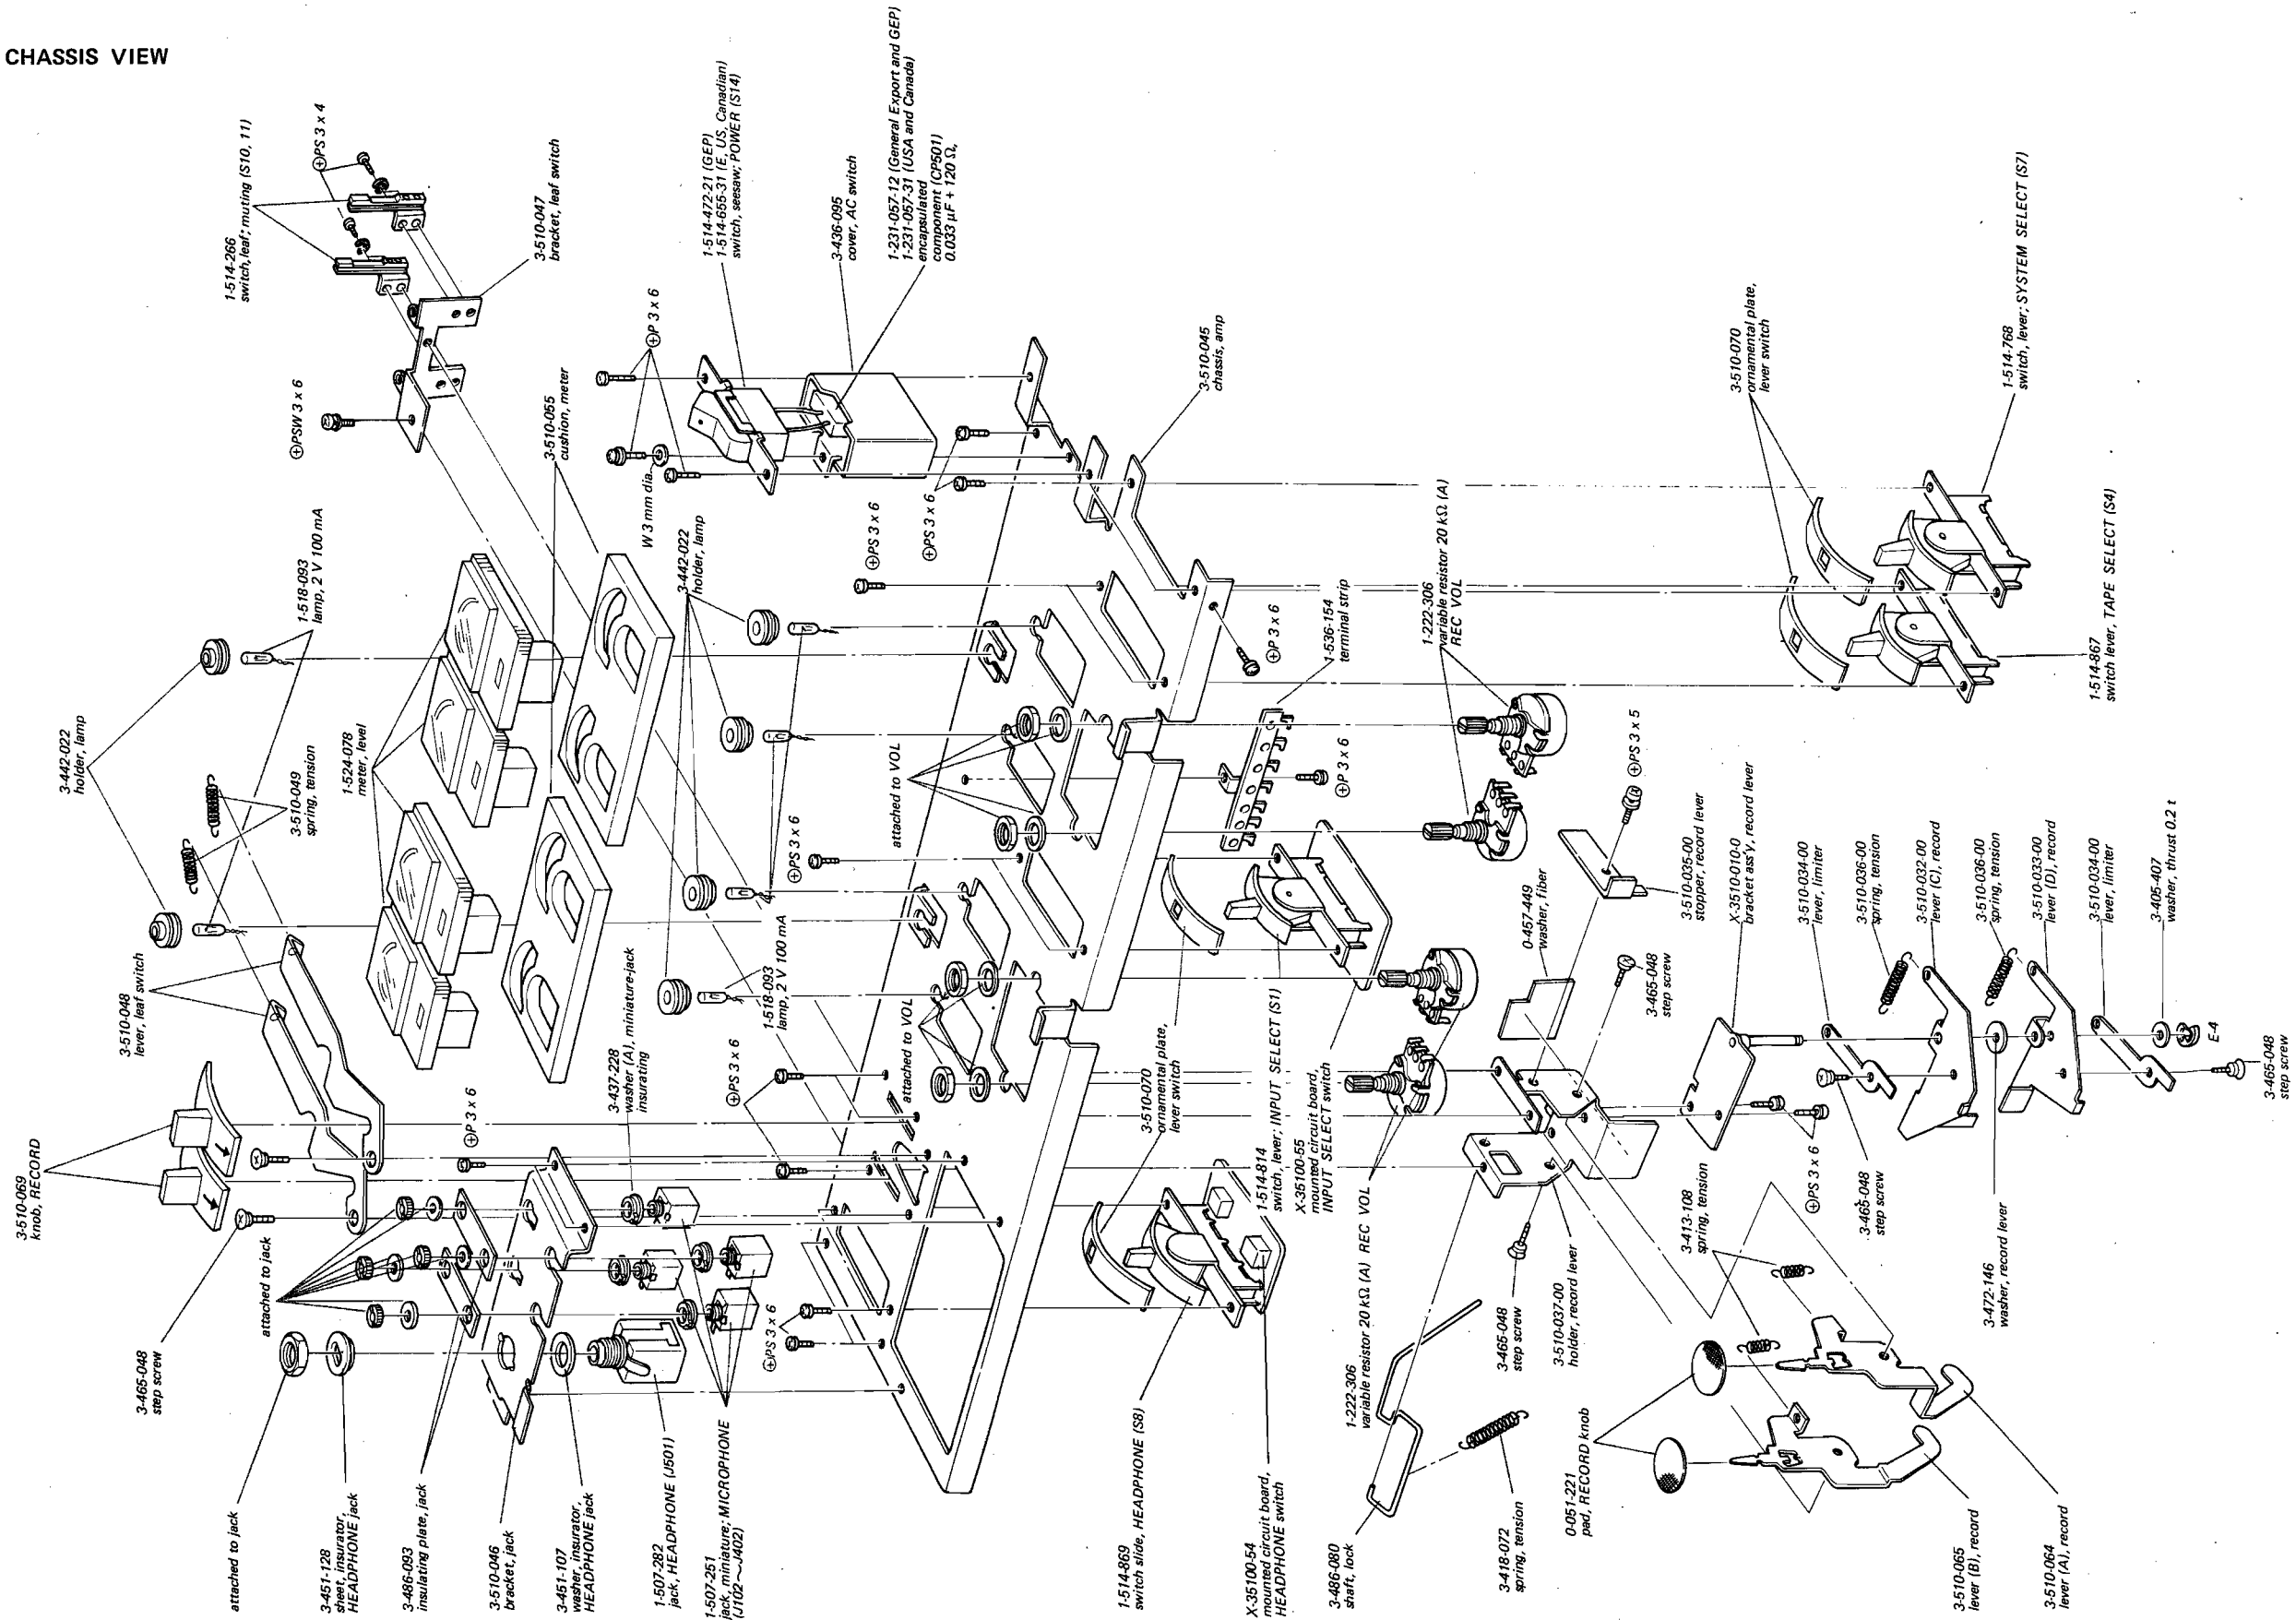 CHASSIS VIEW
1-514-266
switch, leaf; muting (S10, 11)
⊕PS 3 x 4
3-510-047
bracket, leaf switch
⊕PSW 3 x 6
1-514-472-21 (GEP)
1-514-655-31 (E, US, Canadian)
switch, seesaw; POWER (S14)
3-436-095
cover, AC switch
1-231-057-12 (General Export and GEP)
1-231-057-31 (USA and Canada)
encapsulated
component (CP501)
0.033 μF + 120 Ω,
⊕P 3 x 6
3-510-055
cushion, meter
W 3 mm dia.
3-510-045
chassis, amp
⊕PS 3 x 6
⊕PS 3 x 6
3-510-070
ornamental plate,
lever switch
1-514-768
switch, lever; SYSTEM SELECT (S7)
1-518-093
lamp, 2 V 100 mA
3-442-022
holder, lamp
3-442-022
holder, lamp
3-510-049
spring, tension
1-524-078
meter, level
⊕P 3 x 6
1-536-154
terminal strip
1-222-306
variable resistor 20 kΩ (A)
REC VOL
1-514-867
switch lever, TAPE SELECT (S4)
attached to VOL
⊕PS 3 x 6
⊕P 3 x 6
⊕PS 3 x 5
3-510-048
lever, leaf switch
1-518-093
lamp, 2 V 100 mA
attached to VOL
0-457-449
washer, fiber
3-510-035-00
stopper, record lever
X-3510-010-0
bracket ass'y, record lever
3-510-034-00
lever, limiter
3-510-036-00
spring, tension
3-510-032-00
lever (C), record
3-510-036-00
spring, tension
3-510-033-00
lever (D), record
3-510-034-00
lever, limiter
3-405-407
washer, thrust 0.2 t
E-4
3-465-048
step screw
3-465-048
step screw
3-510-069
knob, RECORD
⊕P 3 x 6
3-437-228
washer (A), miniature-jack
insurating
⊕PS 3 x 6
3-510-070
ornamental plate,
lever switch
1-514-814
switch, lever; INPUT SELECT (S1)
X-35100-55
mounted circuit board,
INPUT SELECT switch
⊕PS 3 x 6
3-465-048
step screw
3-413-108
spring, tension
3-472-146
washer, record lever
attached to jack
3-465-048
step screw
⊕PS 3 x 6
1-222-306
variable resistor 20 kΩ (A) REC VOL
3-465-048
step screw
3-510-037-00
holder, record lever
attached to jack
3-451-128
sheet, insurator,
HEADPHONE jack
3-486-093
insulating plate, jack
3-510-046
bracket, jack
3-451-107
washer, insurator,
HEADPHONE jack
1-507-282
jack, HEADPHONE (J501)
1-507-251
jack, miniature; MICROPHONE
(J102~J402)
1-514-869
switch slide, HEADPHONE (S8)
X-35100-54
mounted circuit board,
HEADPHONE switch
3-486-080
shaft, lock
3-418-072
spring, tension
0-051-221
pad, RECORD knob
3-510-065
lever (B), record
3-510-064
lever (A), record